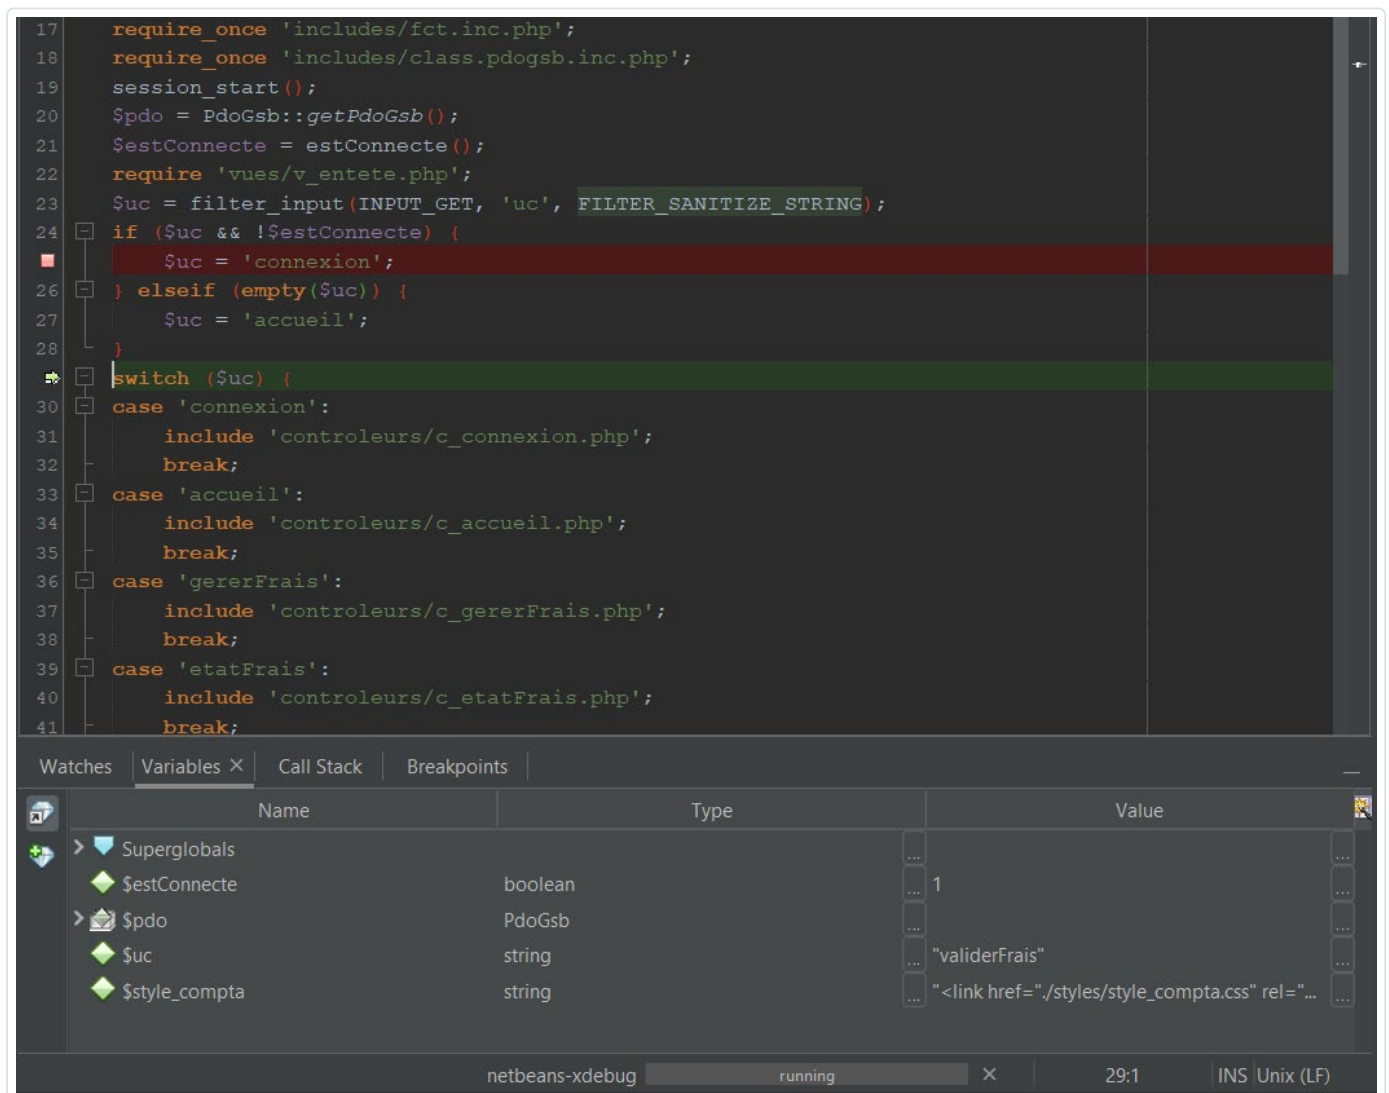 17 require_once 'includes/fct.inc.php';
18 require_once 'includes/class.pdogsb.inc.php';
19 session_start();
20 $pdo = PdoGsb::getPdoGsb();
21 $estConnecte = estConnecte();
22 require 'vues/v_entete.php';
23 $uc = filter_input(INPUT_GET, 'uc', FILTER_SANITIZE_STRING);
24 if ($uc && !$estConnecte) {
$uc = 'connexion';
26 } elseif (empty($uc)) {
27 $uc = 'accueil';
28 }
switch ($uc) {
30 case 'connexion':
31 include 'controleurs/c_connexion.php';
32 break;
33 case 'accueil':
34 include 'controleurs/c_accueil.php';
35 break;
36 case 'gererFrais':
37 include 'controleurs/c_gererFrais.php';
38 break;
39 case 'etatFrais':
40 include 'controleurs/c_etatFrais.php';
41 break;
Watches Variables × Call Stack Breakpoints
Name Type Value
Superglobals ... ...
$estConnecte boolean ... 1 ...
$pdo PdoGsb ... ...
$uc string ... "validerFrais" ...
$style_compta string ... "<link href="./styles/style_compta.css" rel="... ...
netbeans-xdebug running × 29:1 INS Unix (LF)